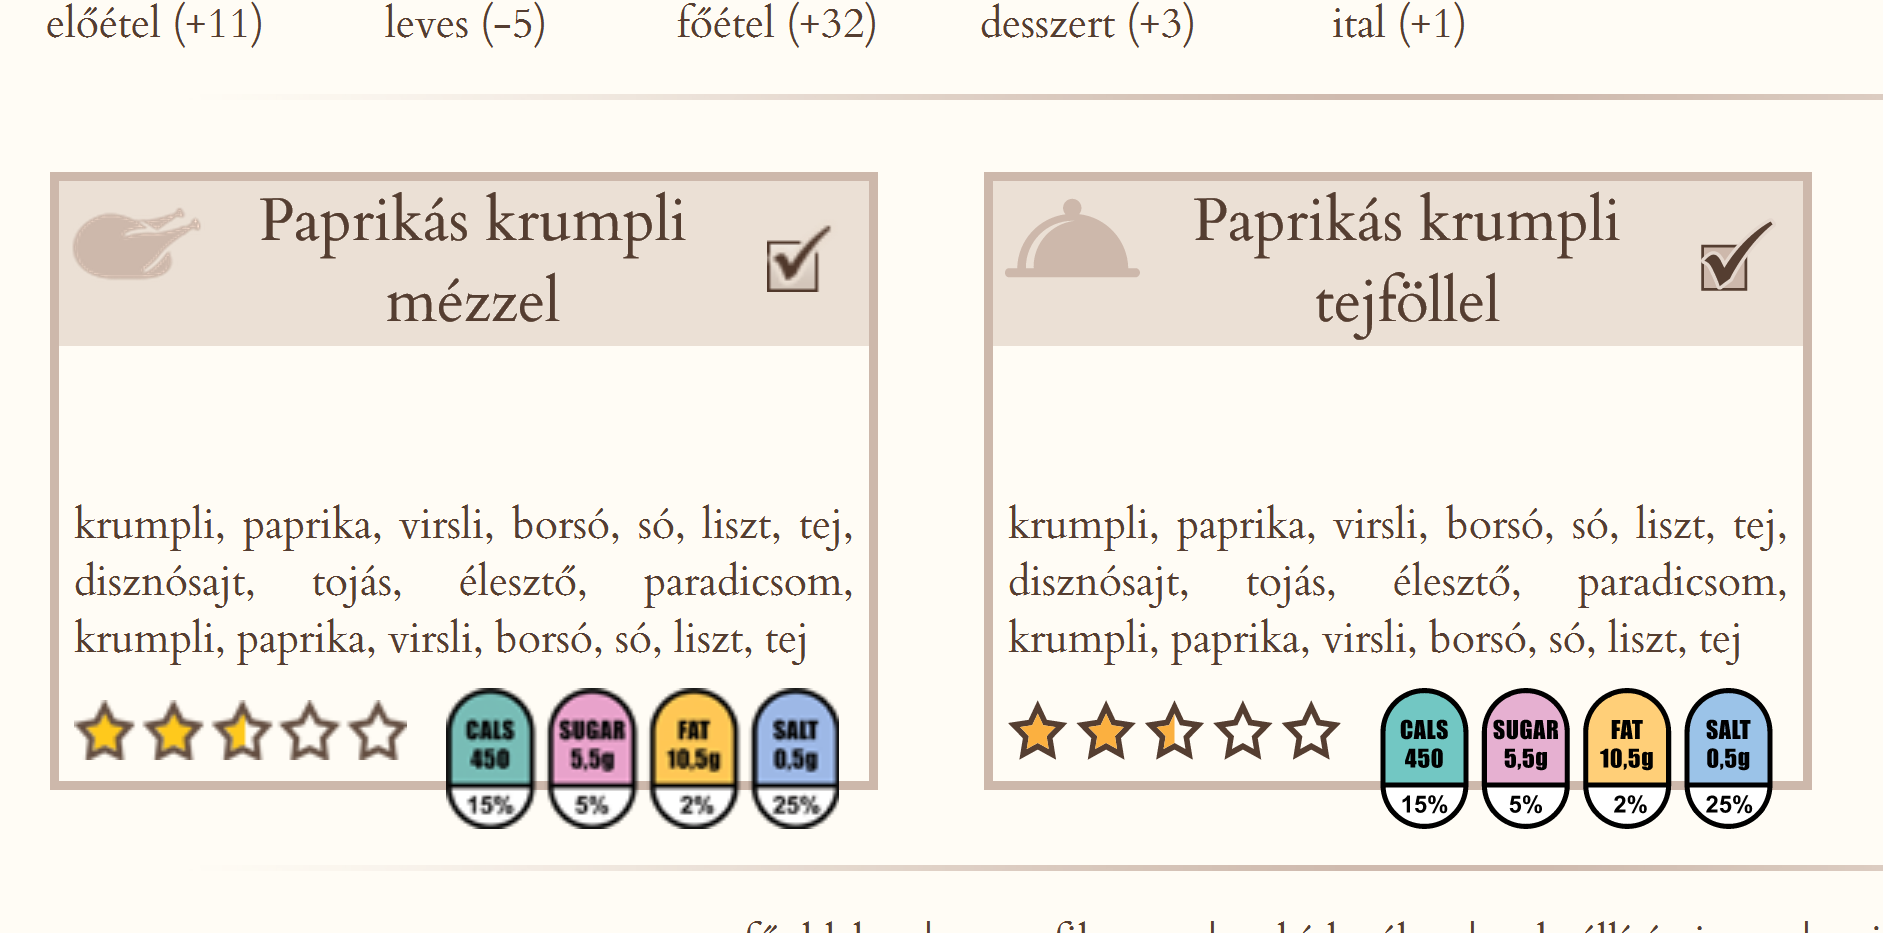 előétel (+11) leves (-5) főétel (+32) desszert (+3) ital (+1)
Paprikás krumpli
mézzel
krumpli, paprika, virsli, borsó, só, liszt, tej,
disznósajt, tojás, élesztő, paradicsom,
krumpli, paprika, virsli, borsó, só, liszt, tej
CALS 450 15%
SUGAR 5,5g 5%
FAT 10,5g 2%
SALT 0,5g 25%
Paprikás krumpli
tejföllel
krumpli, paprika, virsli, borsó, só, liszt, tej,
disznósajt, tojás, élesztő, paradicsom,
krumpli, paprika, virsli, borsó, só, liszt, tej
CALS 450 15%
SUGAR 5,5g 5%
FAT 10,5g 2%
SALT 0,5g 25%